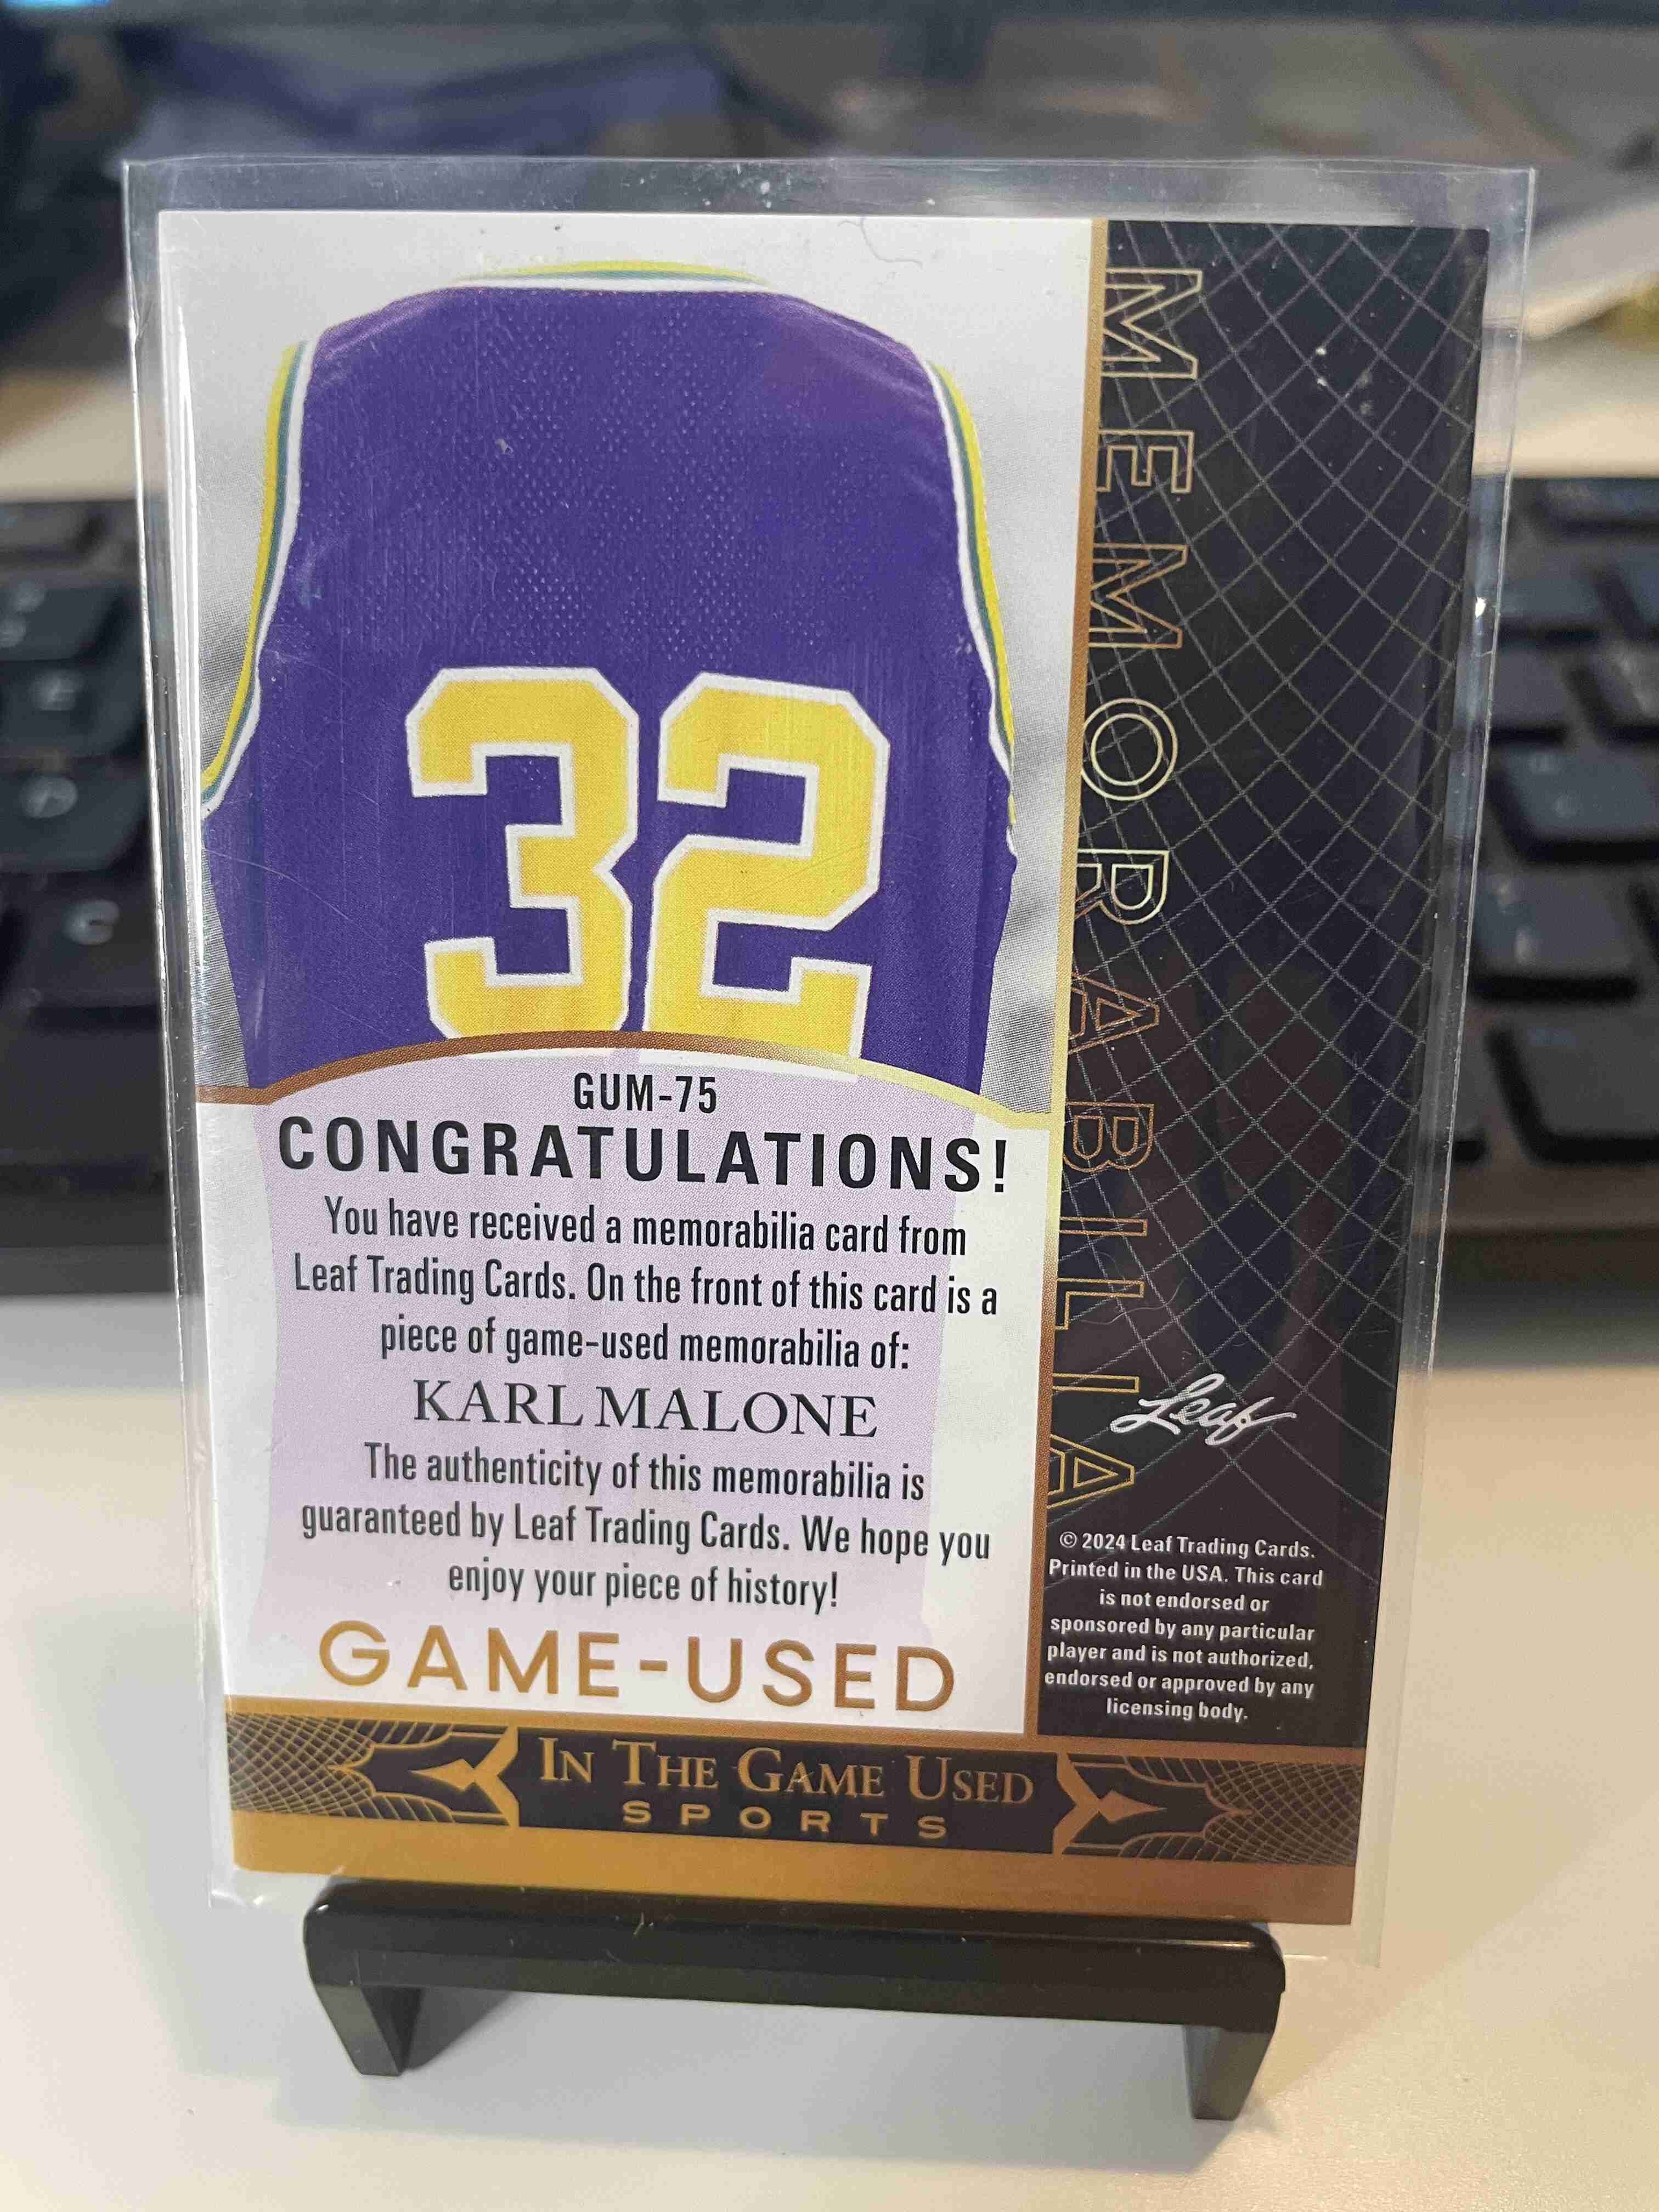 32
GUM-75
CONGRATULATIONS!
You have received a memorabilia card from
Leaf Trading Cards. On the front of this card is a
piece of game-used memorabilia of:
KARL MALONE
The authenticity of this memorabilia is
guaranteed by Leaf Trading Cards. We hope you
enjoy your piece of history!
GAME-USED
MEMORABILIA
Leaf
© 2024 Leaf Trading Cards.
Printed in the USA. This card
is not endorsed or
sponsored by any particular
player and is not authorized,
endorsed or approved by any
licensing body.
IN THE GAME USED
SPORTS